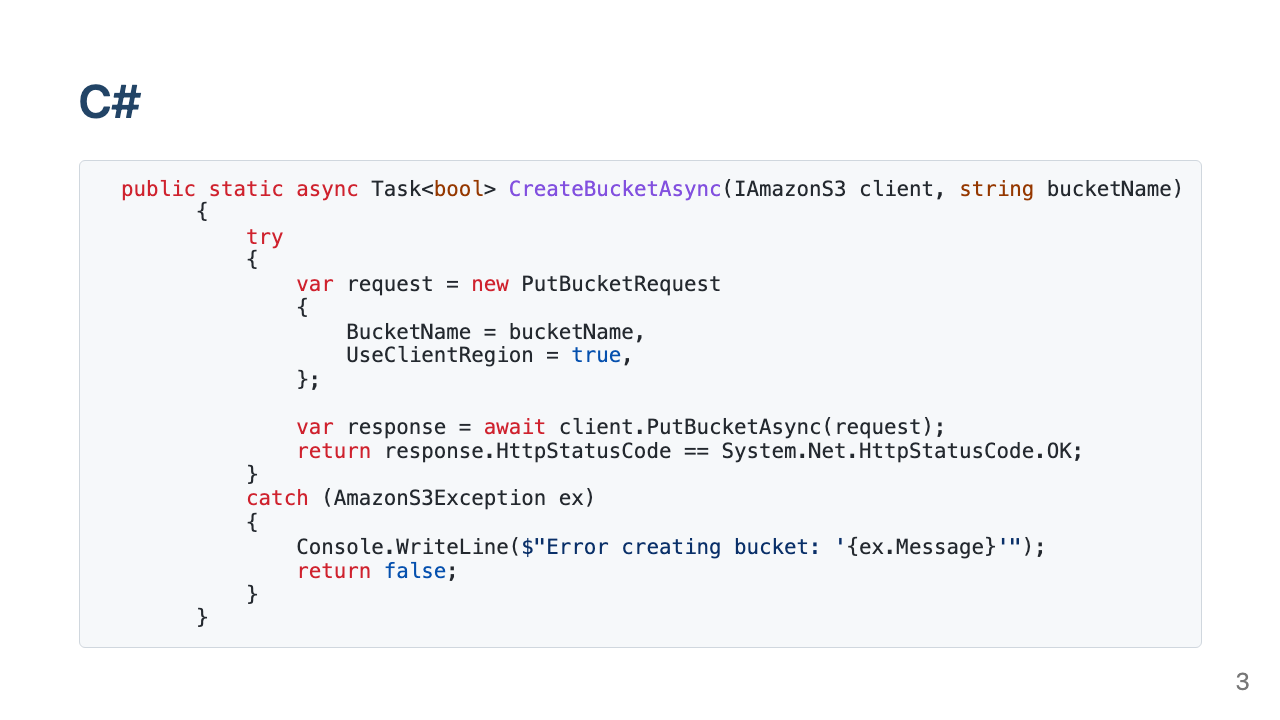 C#
public static async Task<bool> CreateBucketAsync(IAmazonS3 client, string bucketName)
{
try
{
var request = new PutBucketRequest
{
BucketName = bucketName,
UseClientRegion = true,
};
var response = await client.PutBucketAsync(request);
return response.HttpStatusCode == System.Net.HttpStatusCode.OK;
}
catch (AmazonS3Exception ex)
{
Console.WriteLine($"Error creating bucket: '{ex.Message}'");
return false;
}
}
3